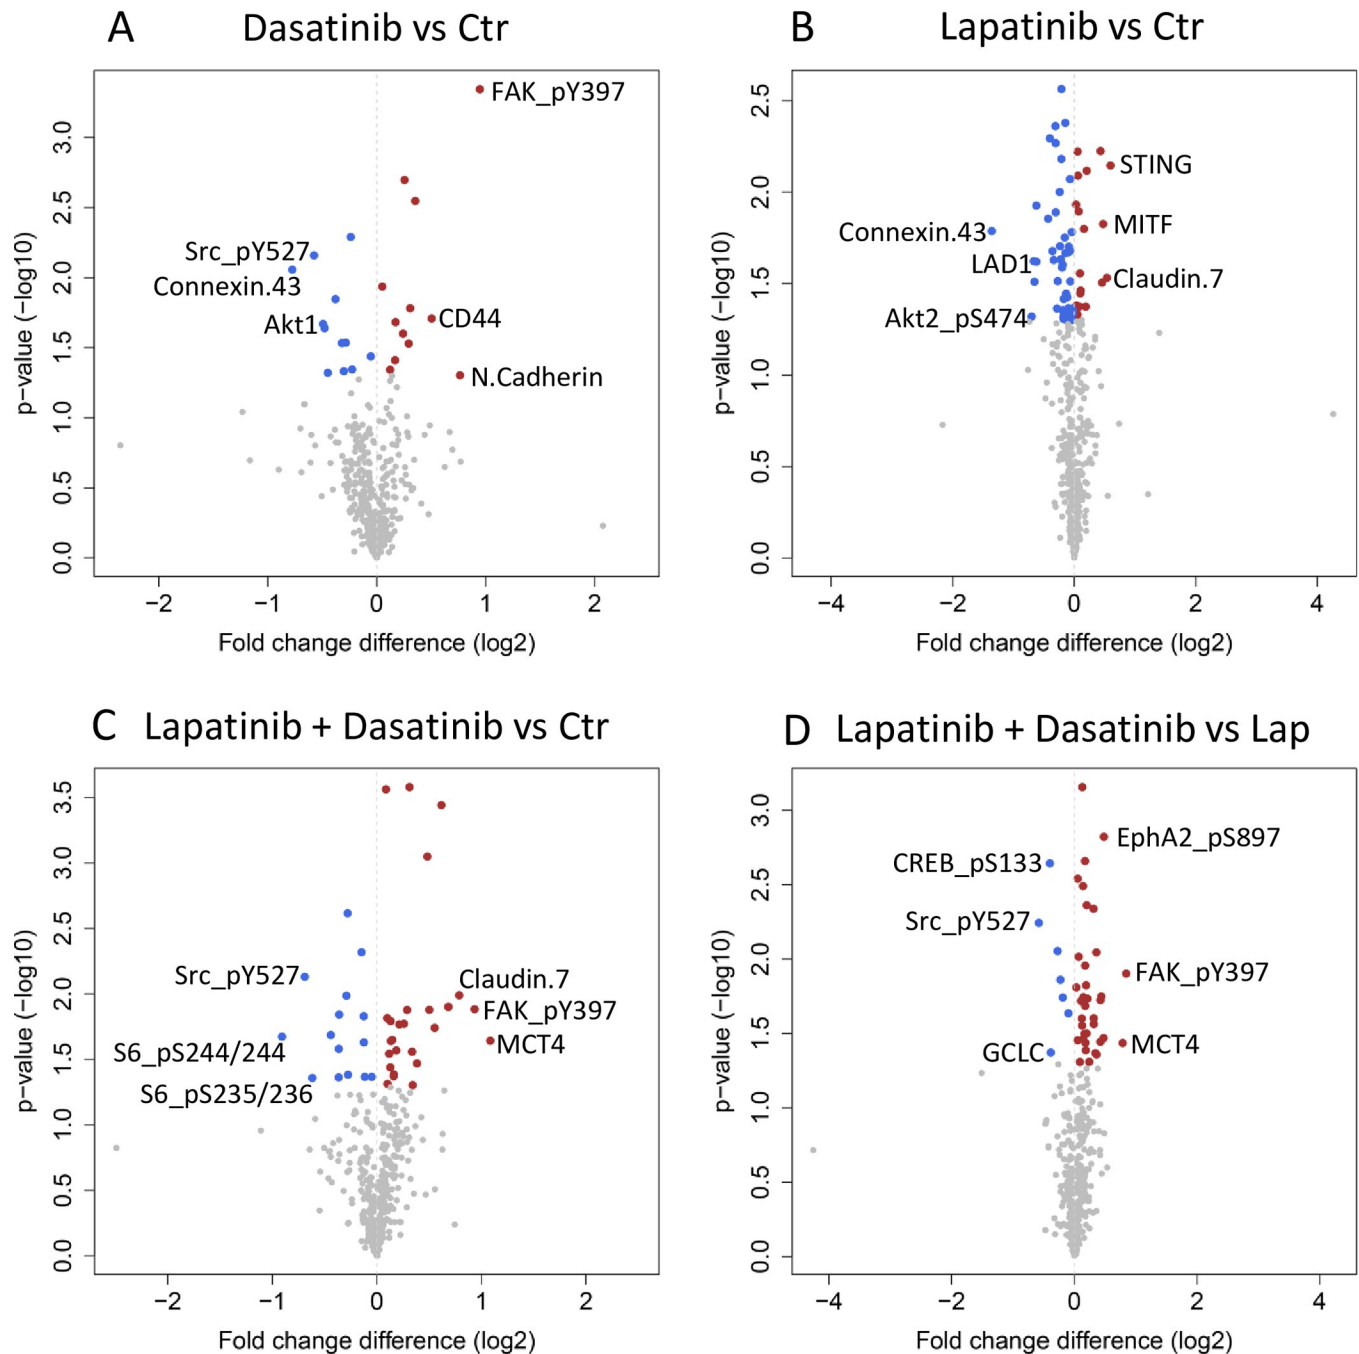 A Dasatinib vs Ctr
3.0
2.5
2.0
1.5
1.0
0.5
0.0
p−value (−log10)
FAK_pY397
Src_pY527
Connexin.43
Akt1
CD44
N.Cadherin
−2 −1 0 1 2
Fold change difference (log2)
B Lapatinib vs Ctr
2.5
2.0
1.5
1.0
0.5
0.0
p−value (−log10)
STING
Connexin.43
MITF
LAD1
Claudin.7
Akt2_pS474
−4 −2 0 2 4
Fold change difference (log2)
C Lapatinib + Dasatinib vs Ctr
3.5
3.0
2.5
2.0
1.5
1.0
0.5
0.0
p−value (−log10)
Src_pY527
Claudin.7
FAK_pY397
S6_pS244/244
MCT4
S6_pS235/236
−2 −1 0 1 2
Fold change difference (log2)
D Lapatinib + Dasatinib vs Lap
3.0
2.5
2.0
1.5
1.0
0.5
0.0
p−value (−log10)
EphA2_pS897
CREB_pS133
Src_pY527
FAK_pY397
GCLC
MCT4
−4 −2 0 2 4
Fold change difference (log2)